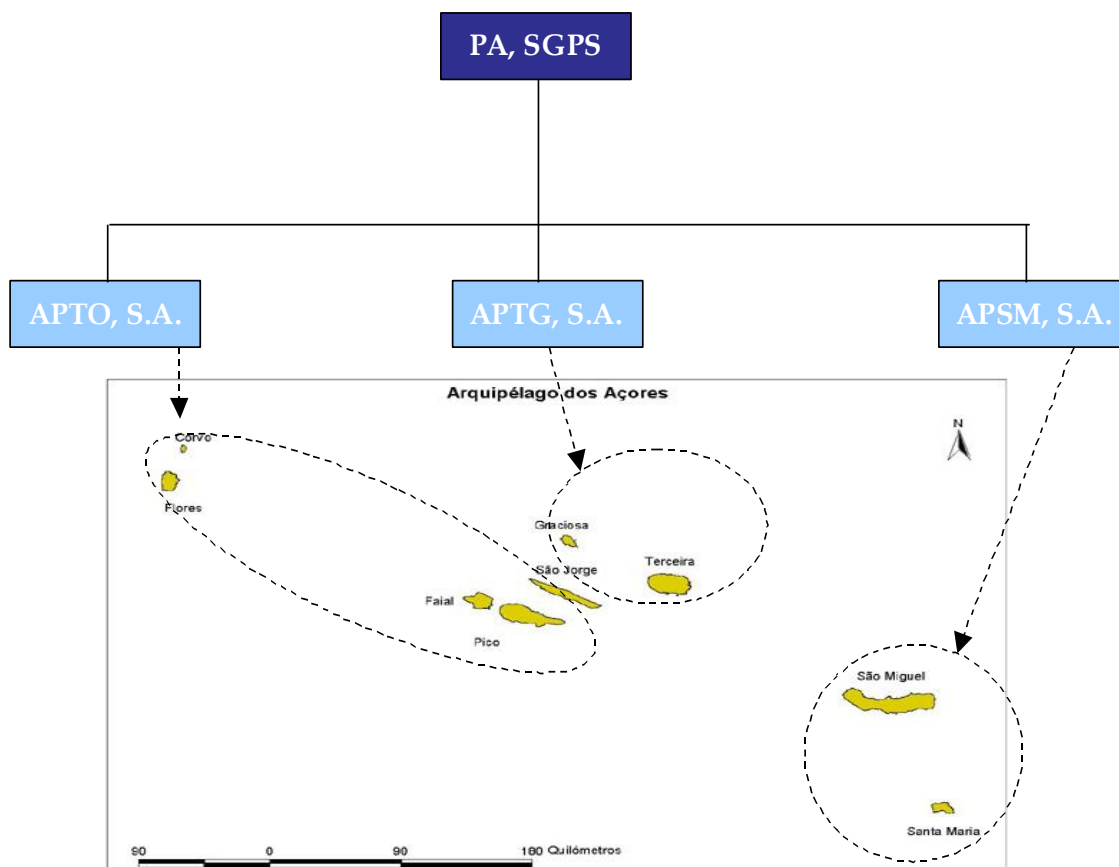 PA, SGPS
APTO, S.A.
APTG, S.A.
APSM, S.A.
Arquipélago dos Açores
N
Corvo
Flores
Graciosa
São Jorge
Terceira
Faial
Pico
São Miguel
Santa Maria
90 0 90 180 Quilómetros